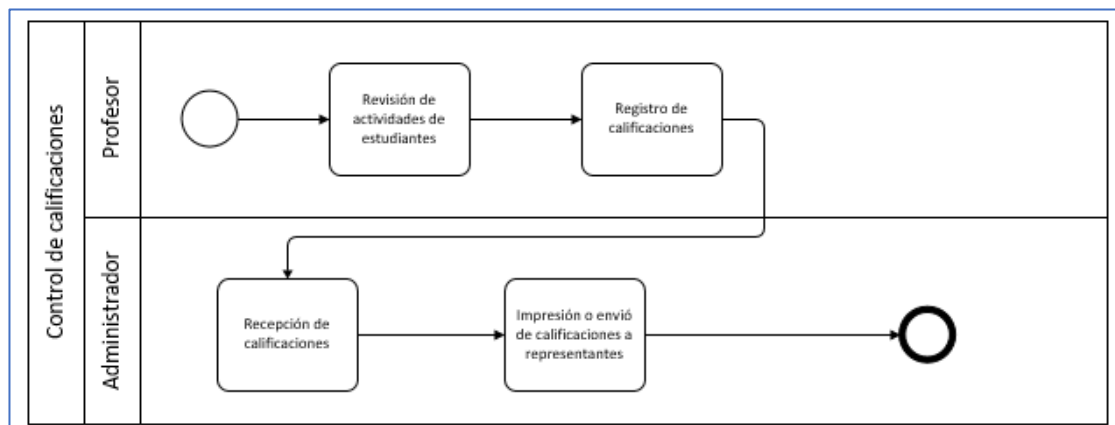 Control de calificaciones
Profesor
Revisión de
actividades de
estudiantes
Registro de
calificaciones
Administrador
Recepción de
calificaciones
Impresión o envió
de calificaciones a
representantes